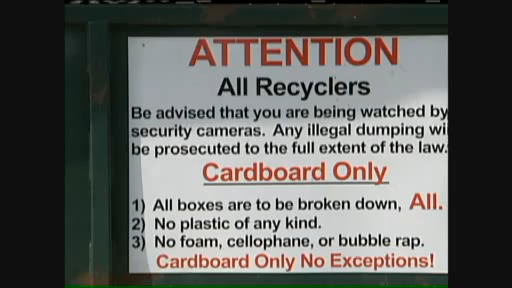 ATTENTION
All Recyclers
Be advised that you are being watched by
security cameras. Any illegal dumping wi
be prosecuted to the full extent of the law.
Cardboard Only
1) All boxes are to be broken down, All.
2) No plastic of any kind.
3) No foam, cellophane, or bubble rap.
Cardboard Only No Exceptions!